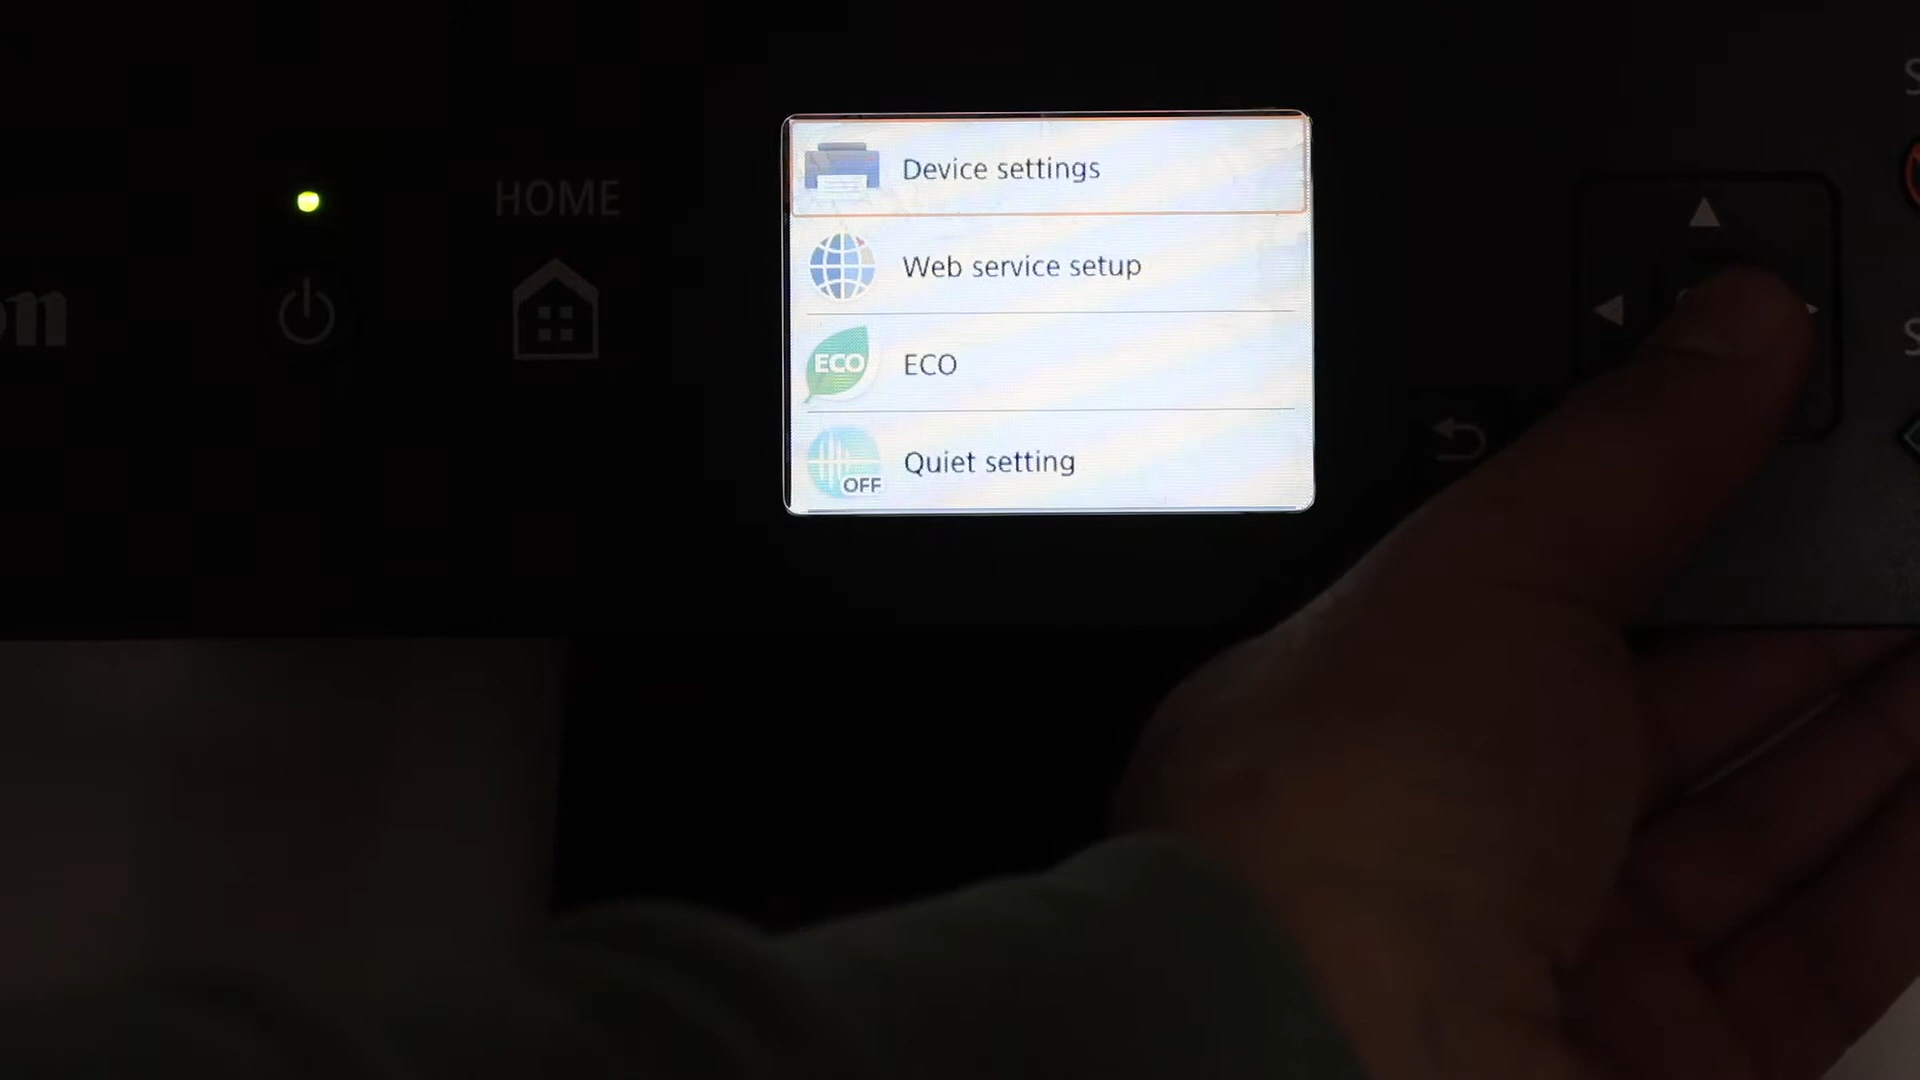 HOME
Device settings
Web service setup
ECO
ECO
Quiet setting
OFF